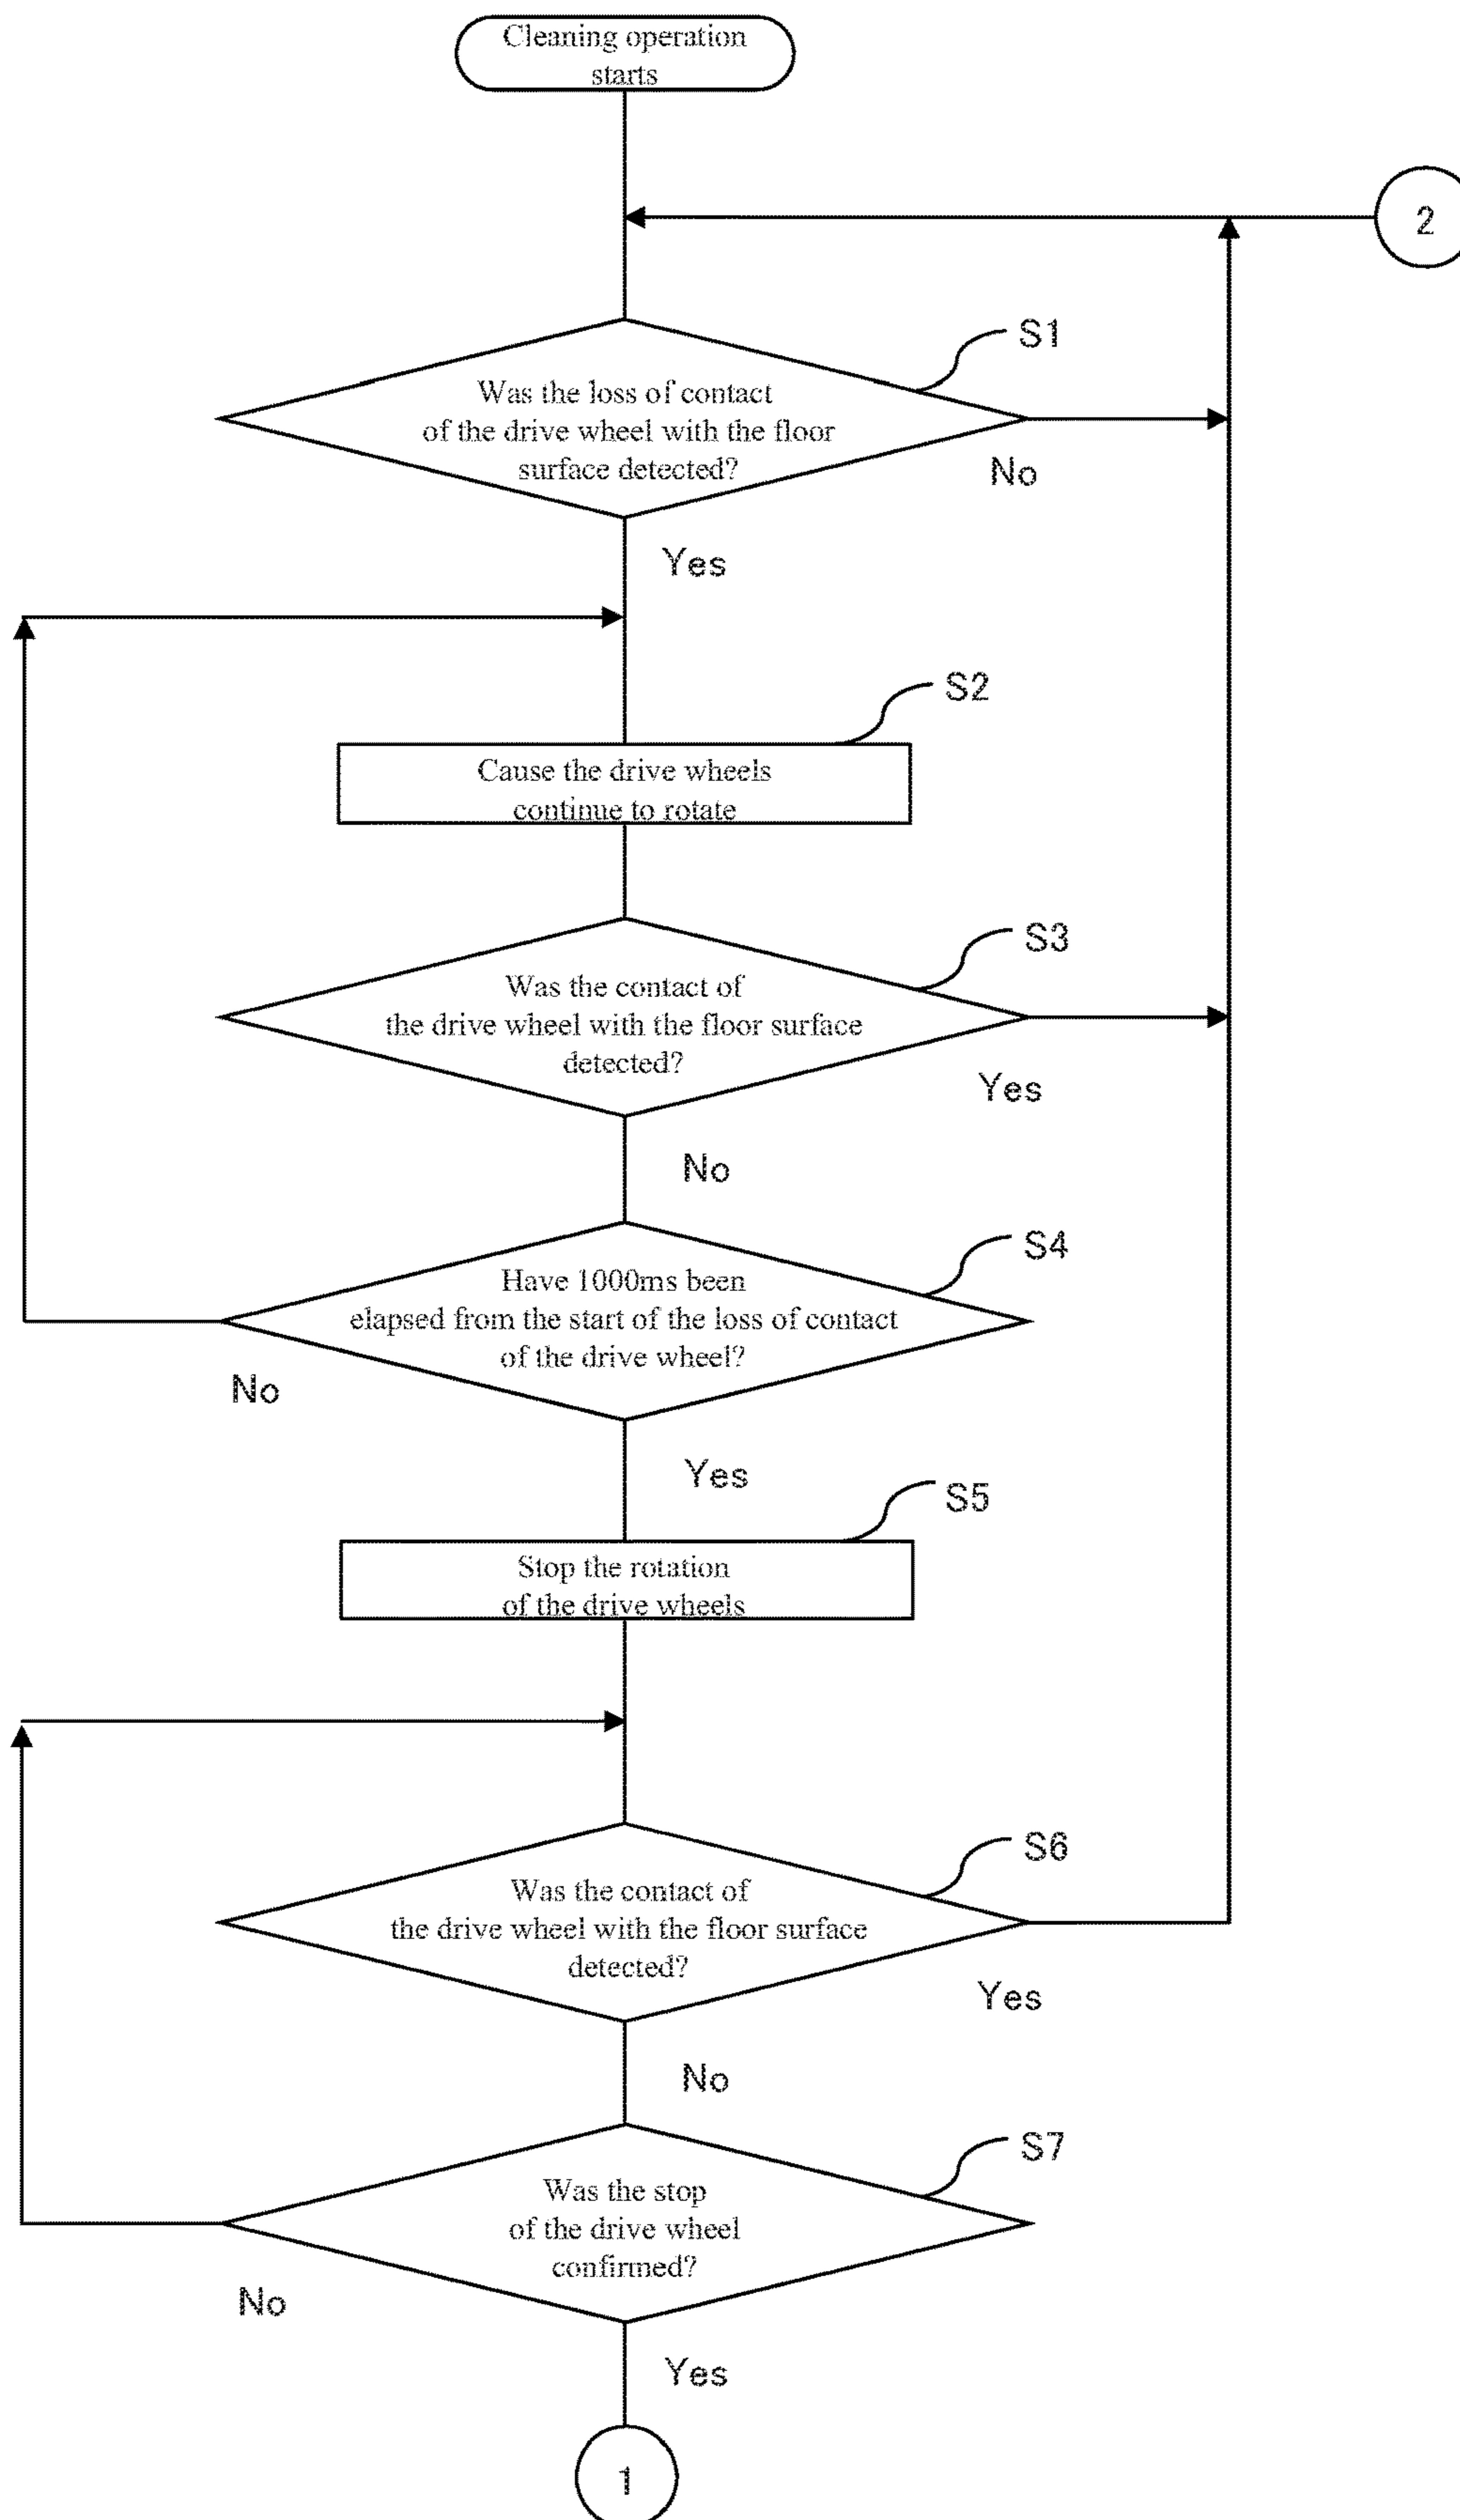 Cleaning operation
starts
2
S1
Was the loss of contact
of the drive wheel with the floor
surface detected?
No
Yes
S2
Cause the drive wheels
continue to rotate
S3
Was the contact of
the drive wheel with the floor surface
detected?
Yes
No
S4
Have 1000ms been
elapsed from the start of the loss of contact
of the drive wheel?
No
Yes
S5
Stop the rotation
of the drive wheels
S6
Was the contact of
the drive wheel with the floor surface
detected?
Yes
No
S7
Was the stop
of the drive wheel
confirmed?
No
Yes
1